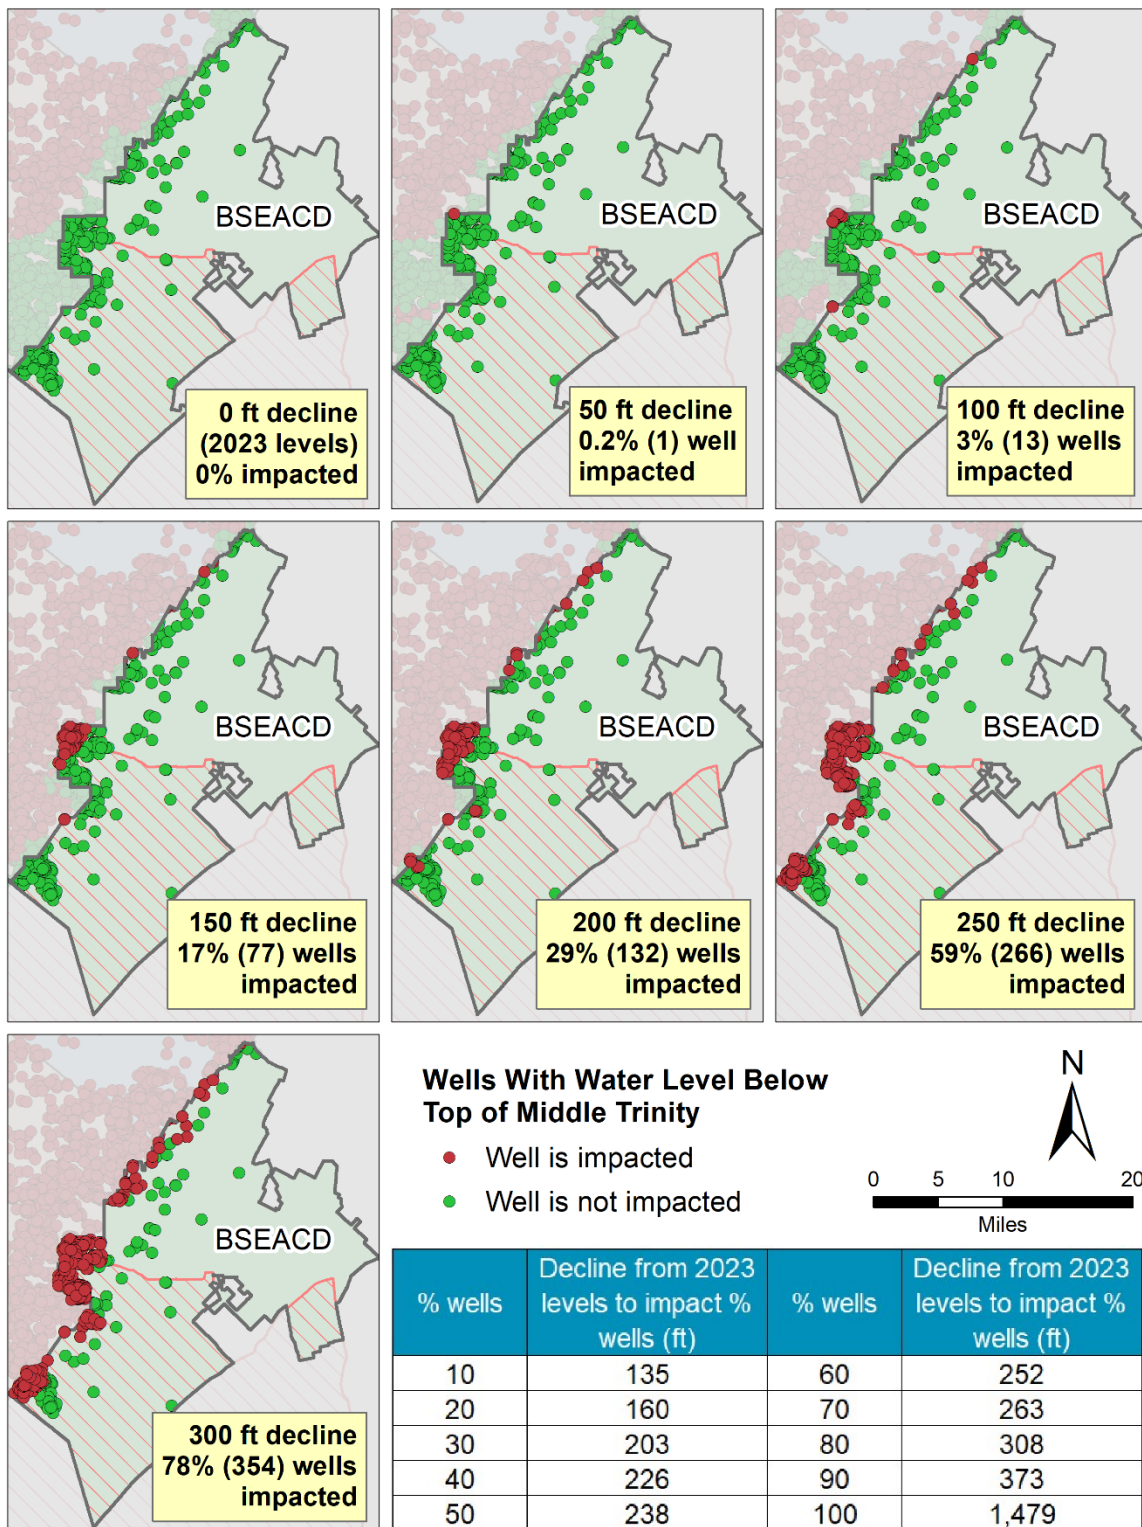 BSEACD
0 ft decline
(2023 levels)
0% impacted
BSEACD
50 ft decline
0.2% (1) well
impacted
BSEACD
100 ft decline
3% (13) wells
impacted
BSEACD
150 ft decline
17% (77) wells
impacted
BSEACD
200 ft decline
29% (132) wells
impacted
BSEACD
250 ft decline
59% (266) wells
impacted
BSEACD
300 ft decline
78% (354) wells
impacted
Wells With Water Level Below
Top of Middle Trinity
Well is impacted
Well is not impacted
N
0 5 10 20
Miles
% wells
Decline from 2023
levels to impact %
wells (ft)
% wells
Decline from 2023
levels to impact %
wells (ft)
10 135 60 252
20 160 70 263
30 203 80 308
40 226 90 373
50 238 100 1,479